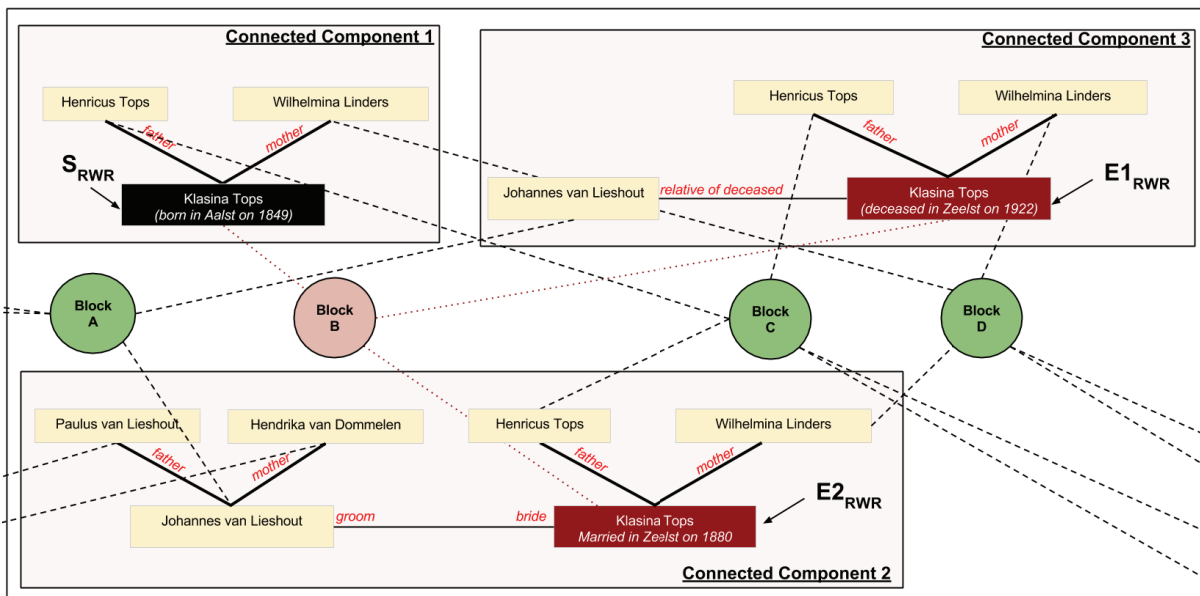 Connected Component 1
Henricus Tops
Wilhelmina Linders
father
mother
S_RWR
Klasina Tops
(born in Aalst on 1849)
Connected Component 3
Henricus Tops
Wilhelmina Linders
father
mother
Johannes van Lieshout
relative of deceased
Klasina Tops
(deceased in Zeelst on 1922)
E1_RWR
Block
A
Block
B
Block
C
Block
D
Paulus van Lieshout
Hendrika van Dommelen
Henricus Tops
Wilhelmina Linders
father
mother
father
mother
Johannes van Lieshout
groom
bride
Klasina Tops
Married in Zeelst on 1880
E2_RWR
Connected Component 2